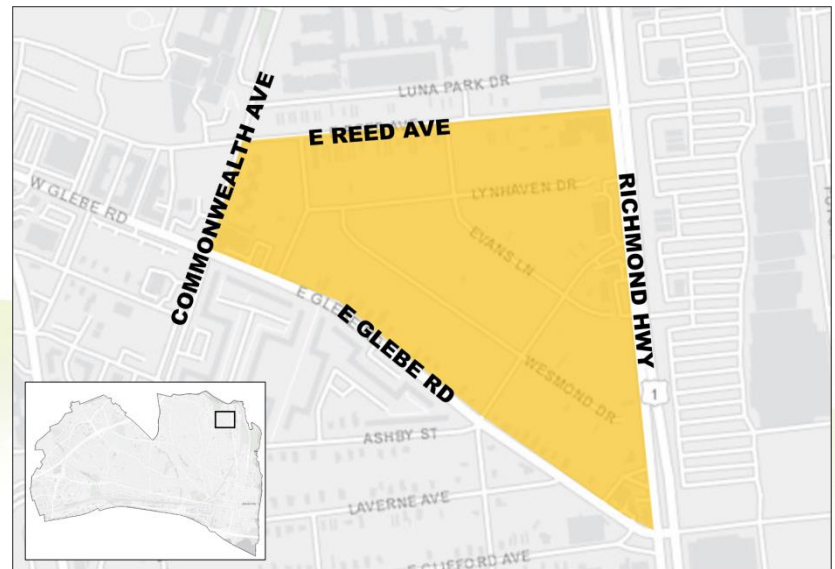 LUNA PARK DR
COMMONWEALTH AVE
E REED AVE
W GLEBE RD
LYNHAVEN DR
RICHMOND HWY
EVANS LN
E GLEBE
E GLEBE RD
WESMOND DR
1
ASHBY ST
LAVERNE AVE
E CLIFFORD AVE